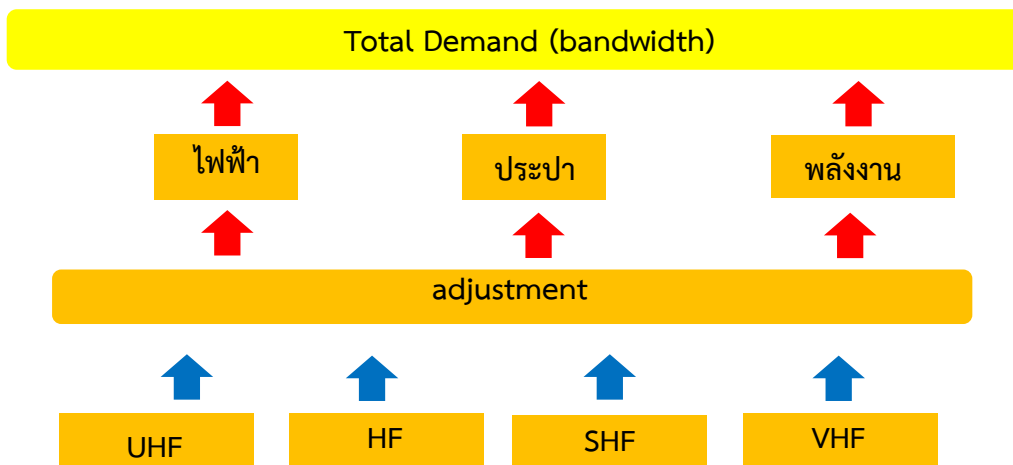 Total Demand (bandwidth)
ไฟฟ้า
ประปา
พลังงาน
adjustment
UHF
HF
SHF
VHF